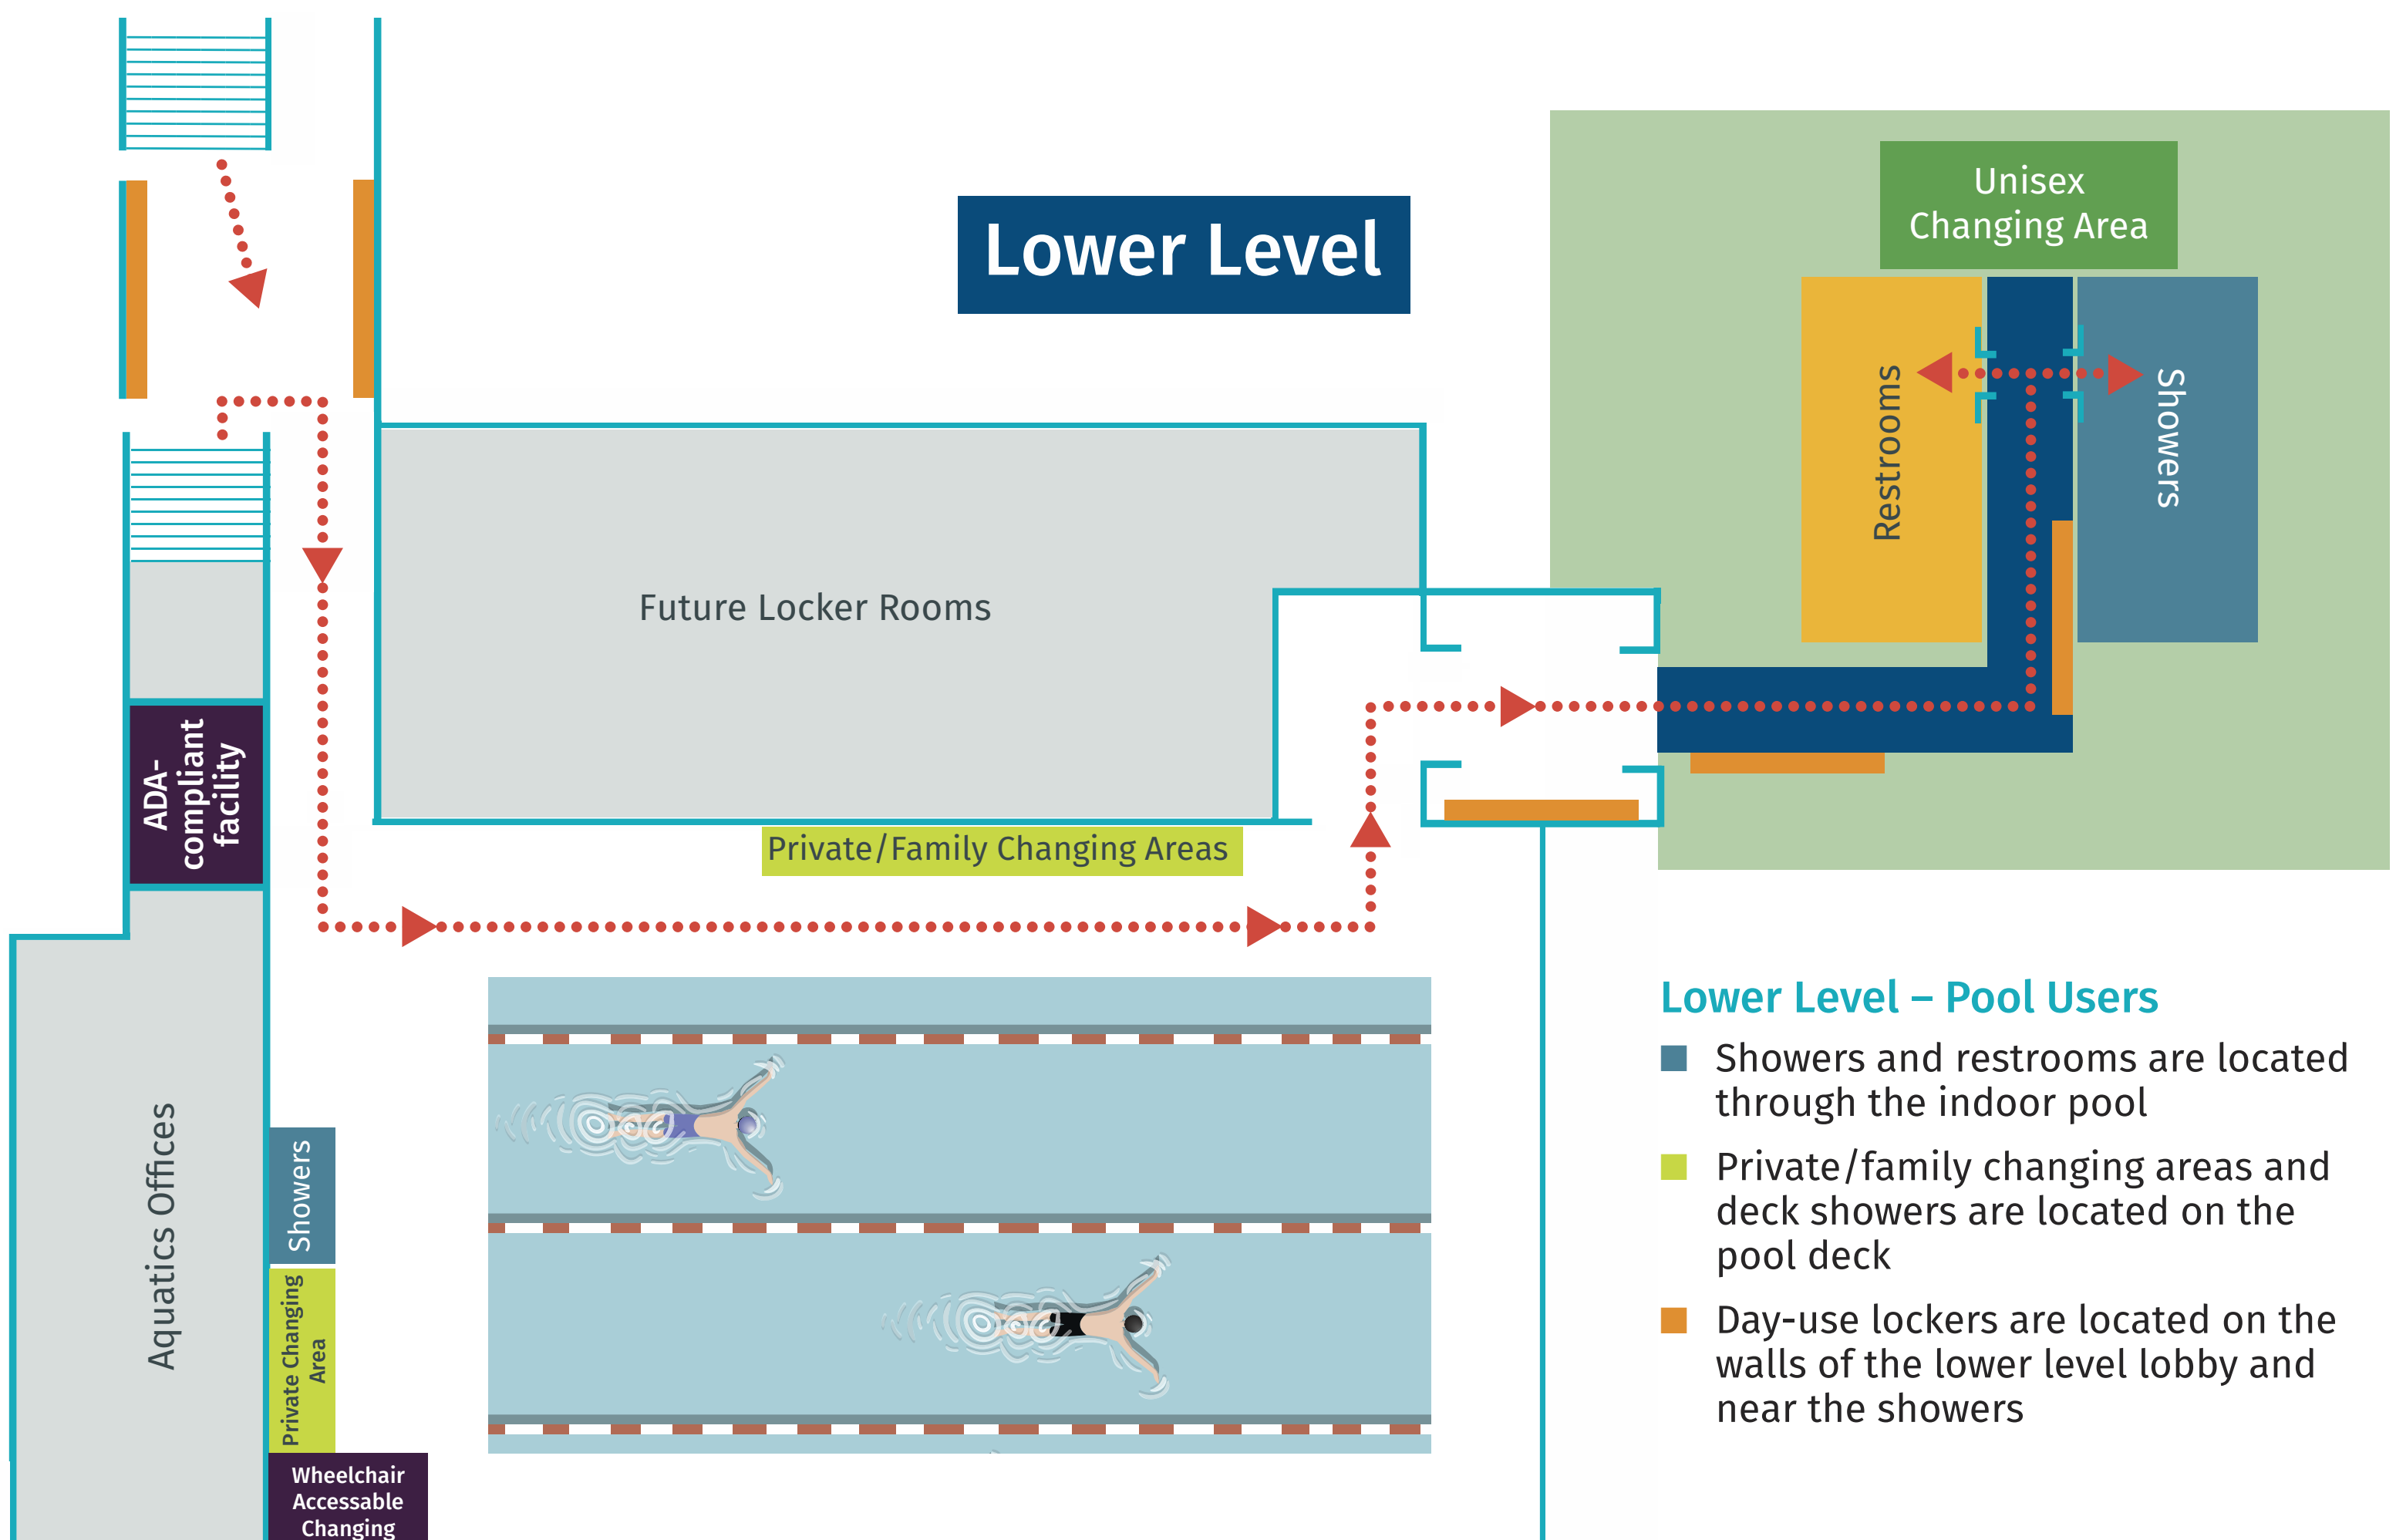 Lower Level
Unisex
Changing Area
Restrooms
Showers
Future Locker Rooms
ADA-
compliant
facility
Private/Family Changing Areas
Aquatics Offices
Showers
Private Changing
Area
Wheelchair
Accessable
Changing
Lower Level – Pool Users
Showers and restrooms are located
through the indoor pool
Private/family changing areas and
deck showers are located on the
pool deck
Day-use lockers are located on the
walls of the lower level lobby and
near the showers